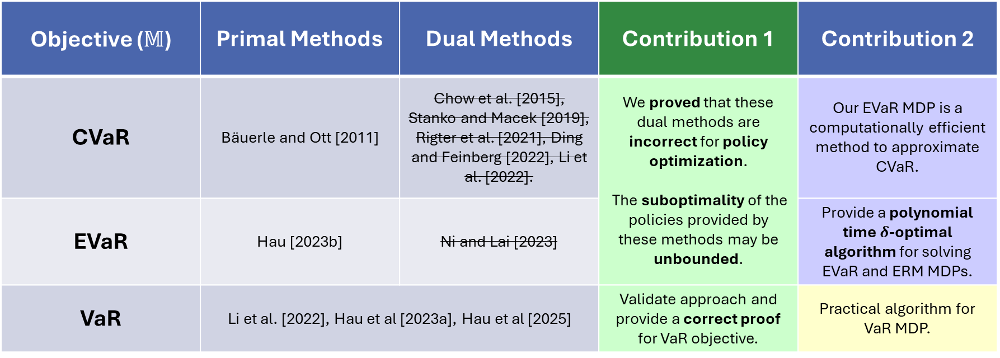 Objective (𝕄)
Primal Methods
Dual Methods
Contribution 1
Contribution 2
CVaR
Bäuerle and Ott [2011]
Chow et al. [2015],
Stanko and Macek [2019],
Rigter et al. [2021], Ding
and Feinberg [2022], Li et
al. [2022].
We proved that these
dual methods are
incorrect for policy
optimization.
The suboptimality of the
policies provided by
these methods may be
unbounded.
Our EVaR MDP is a
computationally efficient
method to approximate
CVaR.
EVaR
Hau [2023b]
Ni and Lai [2023]
Provide a polynomial
time δ-optimal
algorithm for solving
EVaR and ERM MDPs.
VaR
Li et al. [2022], Hau et al [2023a], Hau et al [2025]
Validate approach and
provide a correct proof
for VaR objective.
Practical algorithm for
VaR MDP.